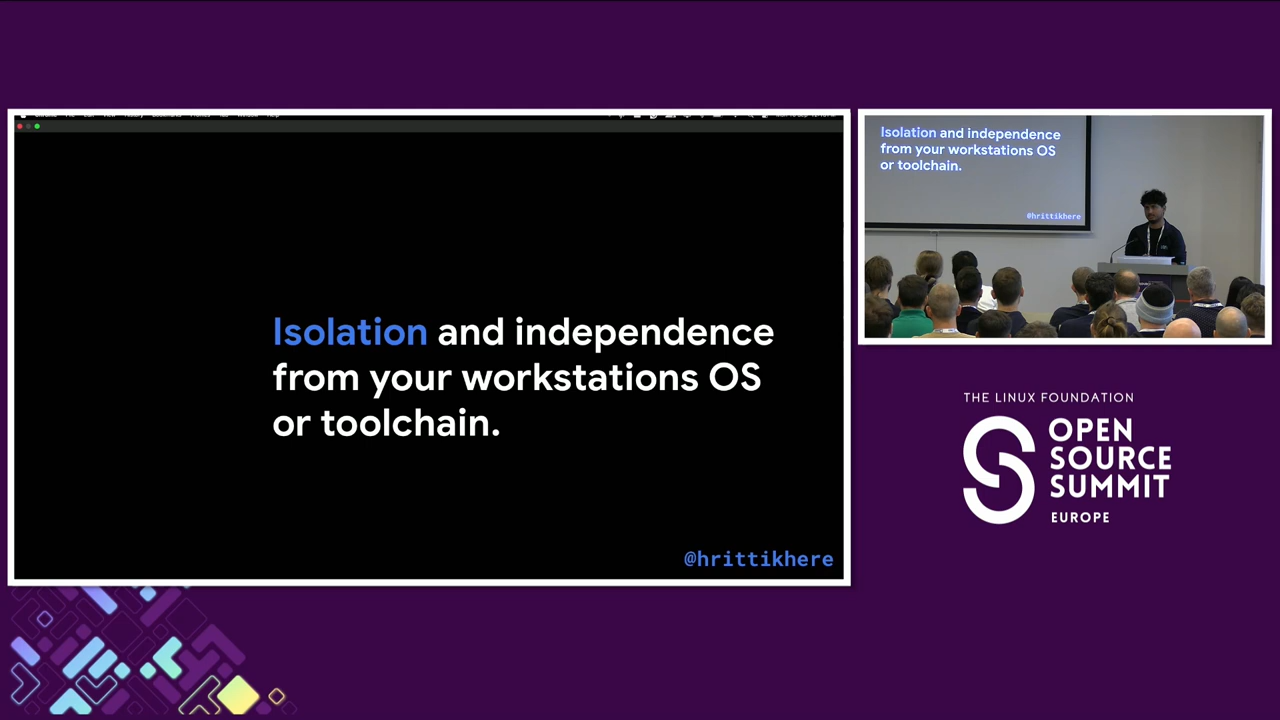 Isolation and independence
from your workstations OS
or toolchain.
@hrittikhere
Isolation and independence
from your workstations OS
or toolchain.
@hrittikhere
THE LINUX FOUNDATION
OPEN
SOURCE
SUMMIT
EUROPE